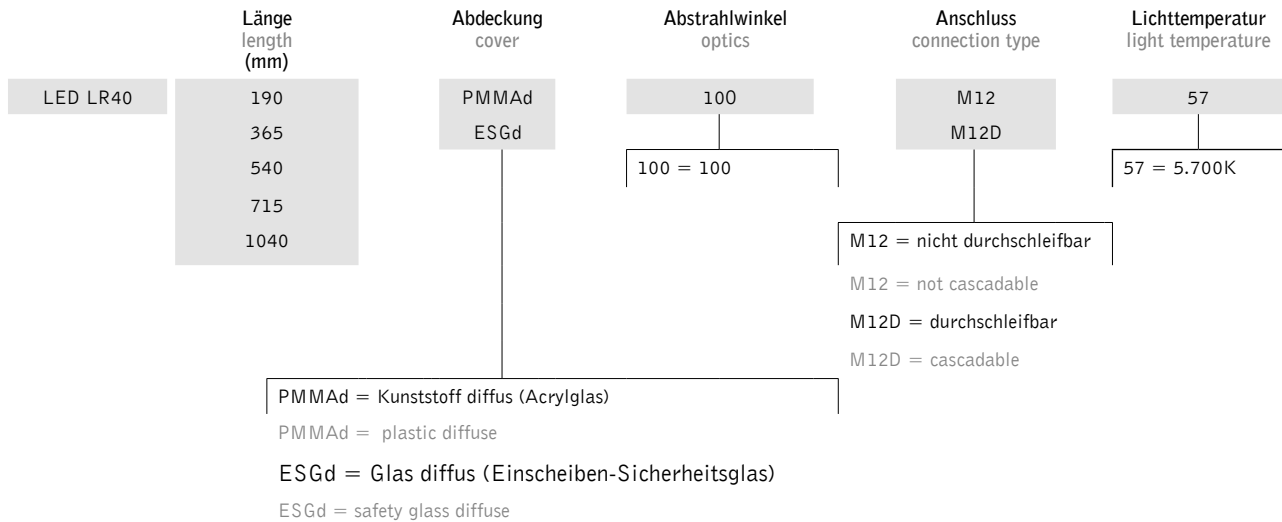 Länge Abdeckung Abstrahlwinkel Anschluss Lichttemperatur
length cover optics connection type light temperature
(mm)
LED LR40 190 PMMAd 100 M12 57
365 ESGd M12D
540 100 = 100 57 = 5.700K
715
1040 M12 = nicht durchschleifbar
M12 = not cascadable
M12D = durchschleifbar
M12D = cascadable
PMMAd = Kunststoff diffus (Acrylglas)
PMMAd = plastic diffuse
ESGd = Glas diffus (Einscheiben-Sicherheitsglas)
ESGd = safety glass diffuse